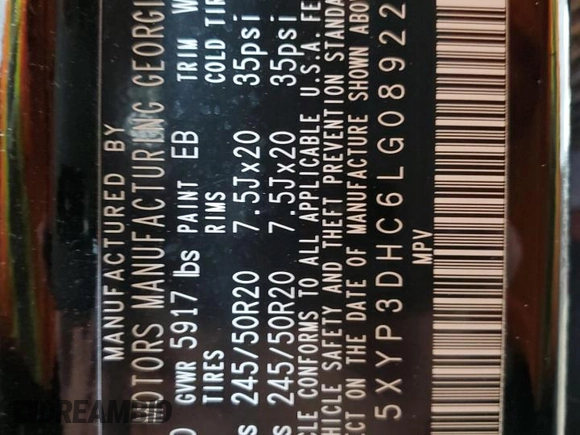 MANUFACTURED BY
MOTORS MANUFACTURING GEORGI
GVWR 5917 lbs PAINT EB TRIM W
TIRES RIMS COLD TIR
245/50R20 7.5Jx20 35psi
245/50R20 7.5Jx20 35psi
CLE CONFORMS TO ALL APPLICABLE U.S.A. FE
HICLE SAFETY AND THEFT PREVENTION STANDA
ECT ON THE DATE OF MANUFACTURE SHOWN ABO
5XYP3DHC6LG08922
MPV
DREAMBID